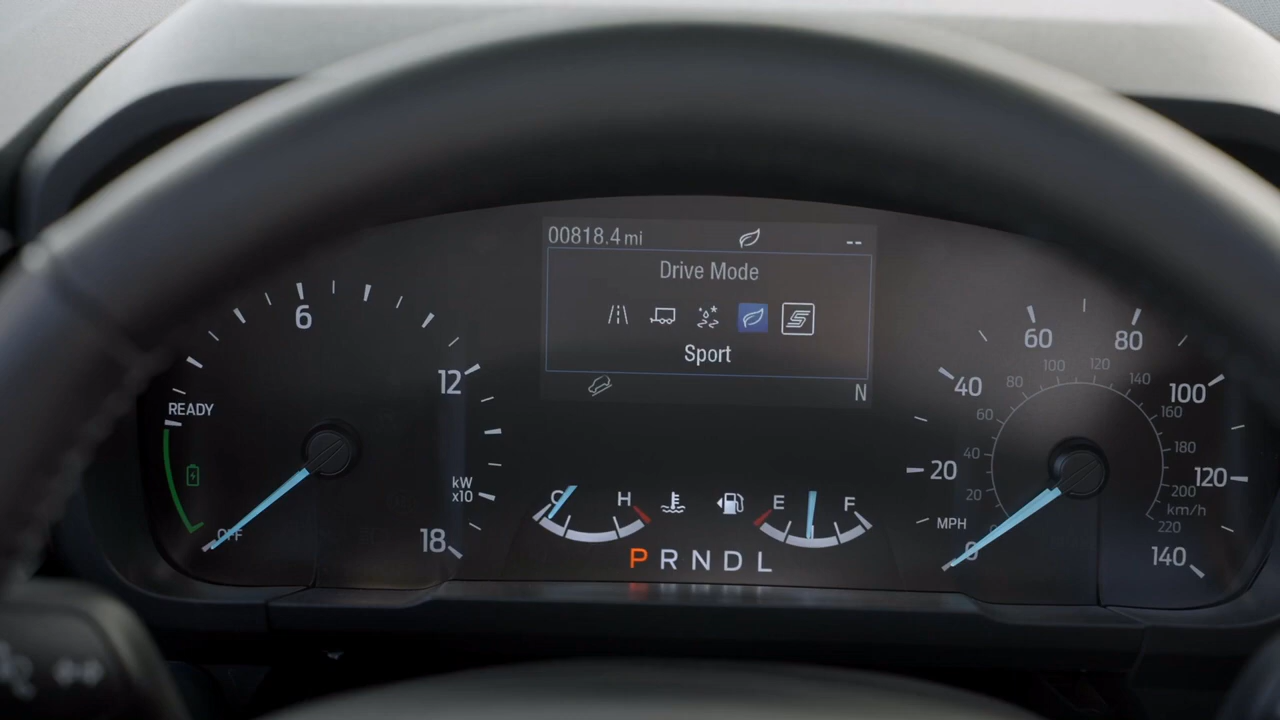 00818.4 mi --
Drive Mode
Sport
N
6
12
READY
kW
x10
OFF
18
C H
E F
P R N D L
60 80
100 120
40 80 140 100
60 160
40 180
20 120
20 200
km/h
MPH 0 220
0 140